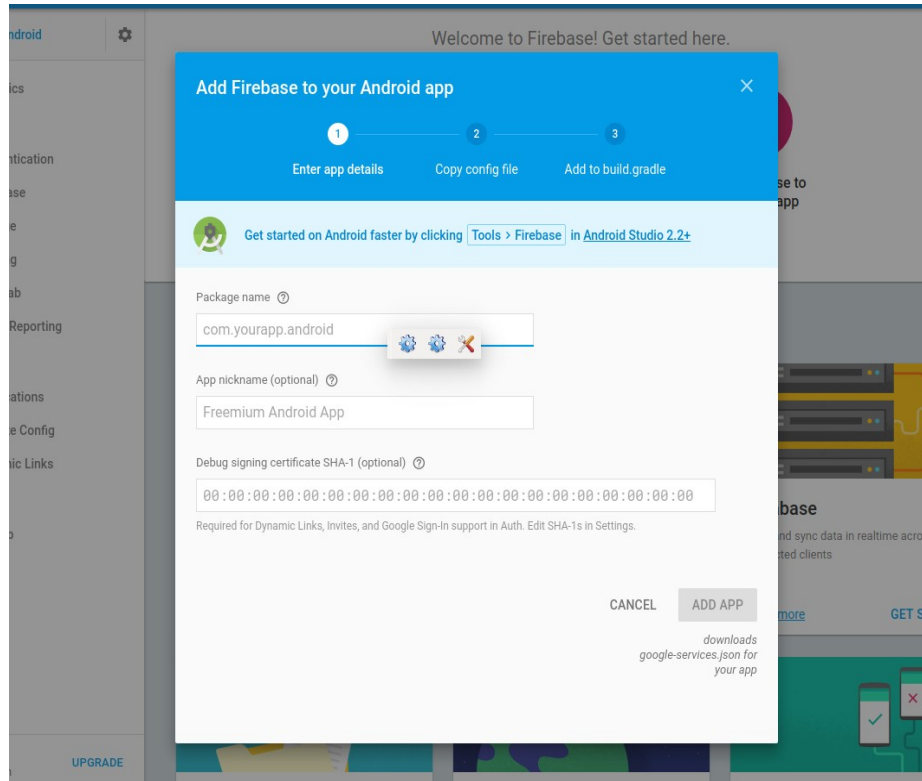 ndroid
Welcome to Firebase! Get started here.
ics
Add Firebase to your Android app
1
2
3
Enter app details
Copy config file
Add to build.gradle
ntication
ase
se to
app
e
g
ab
Reporting
Get started on Android faster by clicking Tools > Firebase in Android Studio 2.2+
Package name
com.yourapp.android
App nickname (optional)
Freemium Android App
ations
e Config
nic Links
Debug signing certificate SHA-1 (optional)
00:00:00:00:00:00:00:00:00:00:00:00:00:00:00:00:00:00:00:00
Required for Dynamic Links, Invites, and Google Sign-In support in Auth. Edit SHA-1s in Settings.
base
nd sync data in realtime acro
cted clients
CANCEL
ADD APP
more
GET S
downloads
google-services.json for
your app
UPGRADE